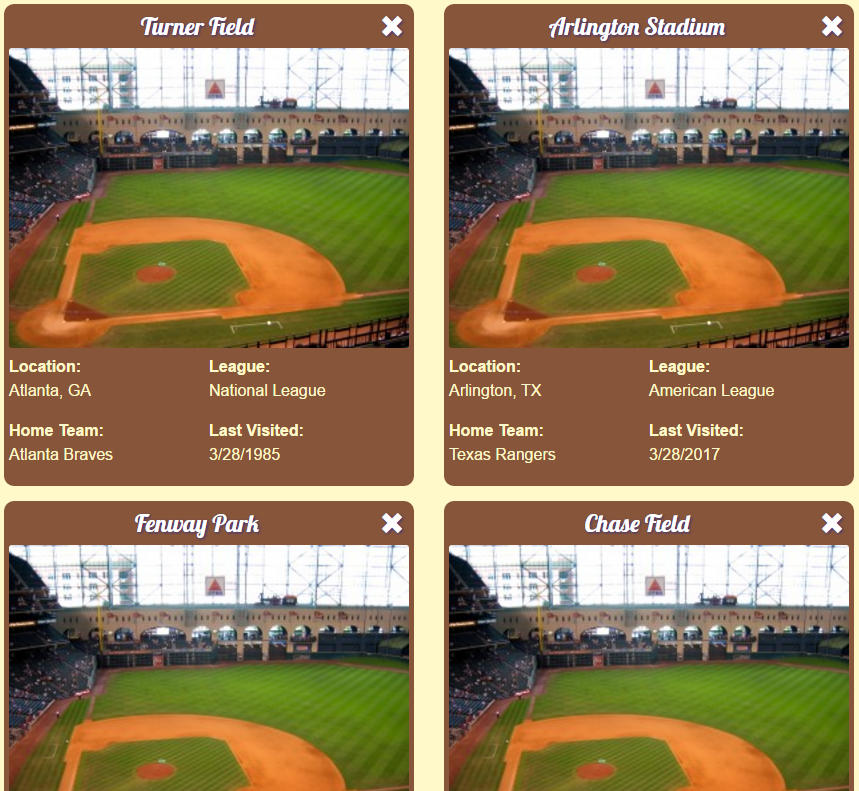 Turner Field ✖
Arlington Stadium ✖
Location:
Atlanta, GA
League:
National League
Home Team:
Atlanta Braves
Last Visited:
3/28/1985
Location:
Arlington, TX
League:
American League
Home Team:
Texas Rangers
Last Visited:
3/28/2017
Fenway Park ✖
Chase Field ✖